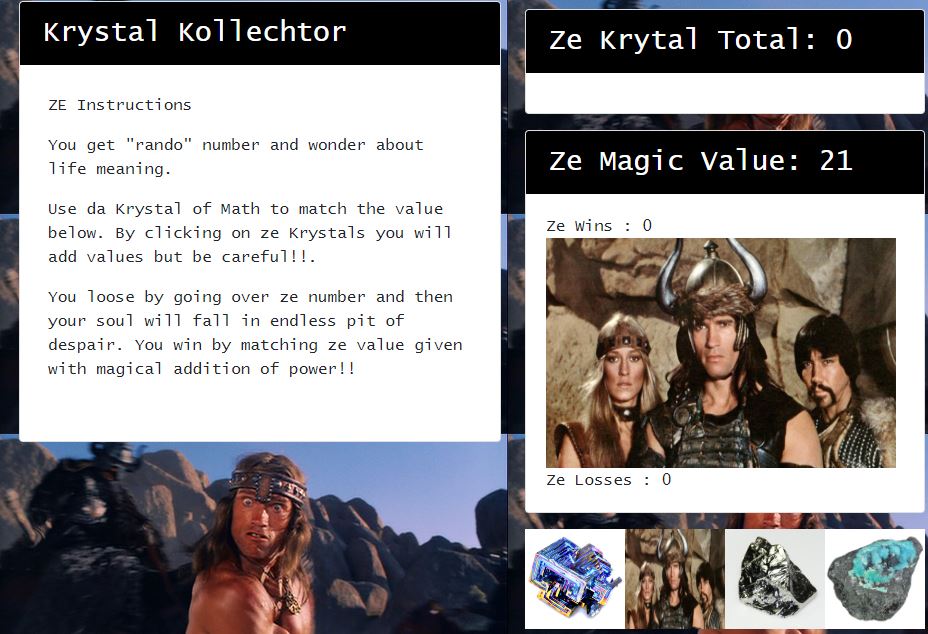 Krystal Kollechtor
ZE Instructions
You get "rando" number and wonder about
life meaning.
Use da Krystal of Math to match the value
below. By clicking on ze Krystals you will
add values but be careful!!.
You loose by going over ze number and then
your soul will fall in endless pit of
despair. You win by matching ze value given
with magical addition of power!!
Ze Krytal Total: 0
Ze Magic Value: 21
Ze Wins : 0
Ze Losses : 0